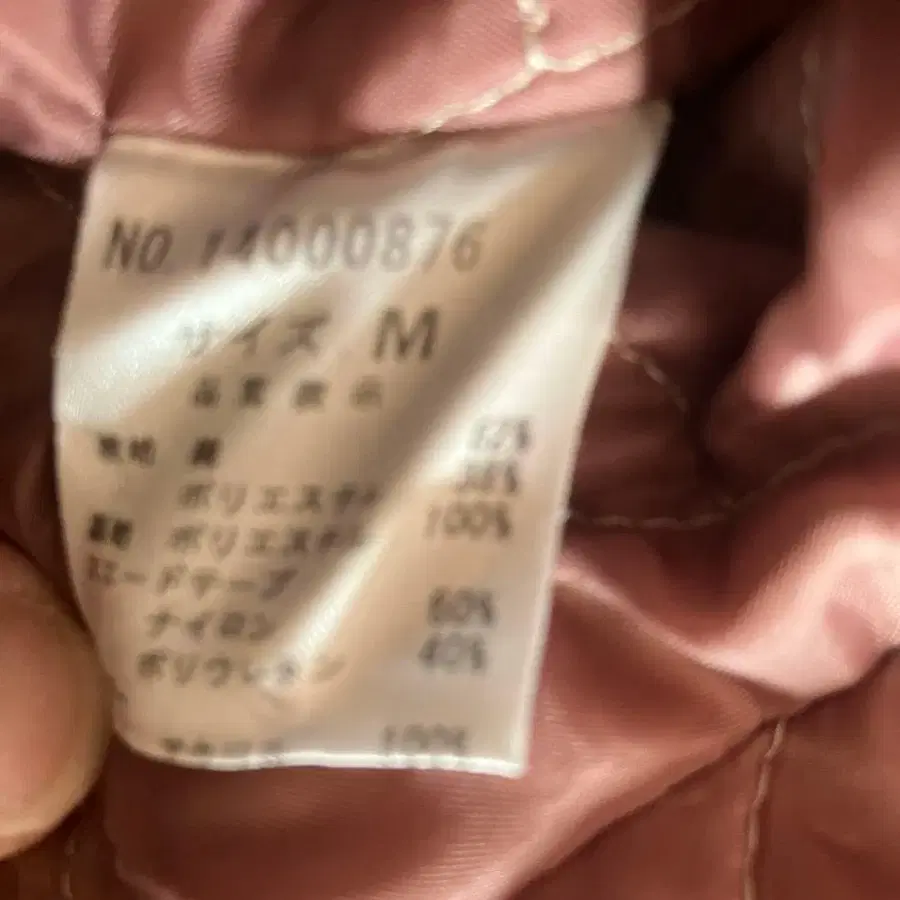 NO. 14000876
サイズ M
品質表示
綿
ポリエステル 38%
裏地 ポリエステル 100%
スエードテープ
ナイロン 60%
ポリウレタン 40%
100%